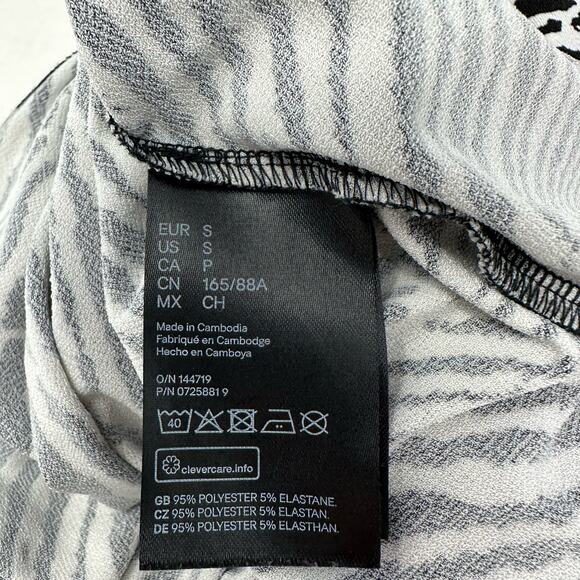 EUR S
US S
CA P
CN 165/88A
MX CH
Made in Cambodia
Fabriqué en Cambodge
Hecho en Camboya
O/N 144719
P/N 0725881 9
40
clevercare.info
GB 95% POLYESTER 5% ELASTANE.
CZ 95% POLYESTER 5% ELASTAN.
DE 95% POLYESTER 5% ELASTHAN.